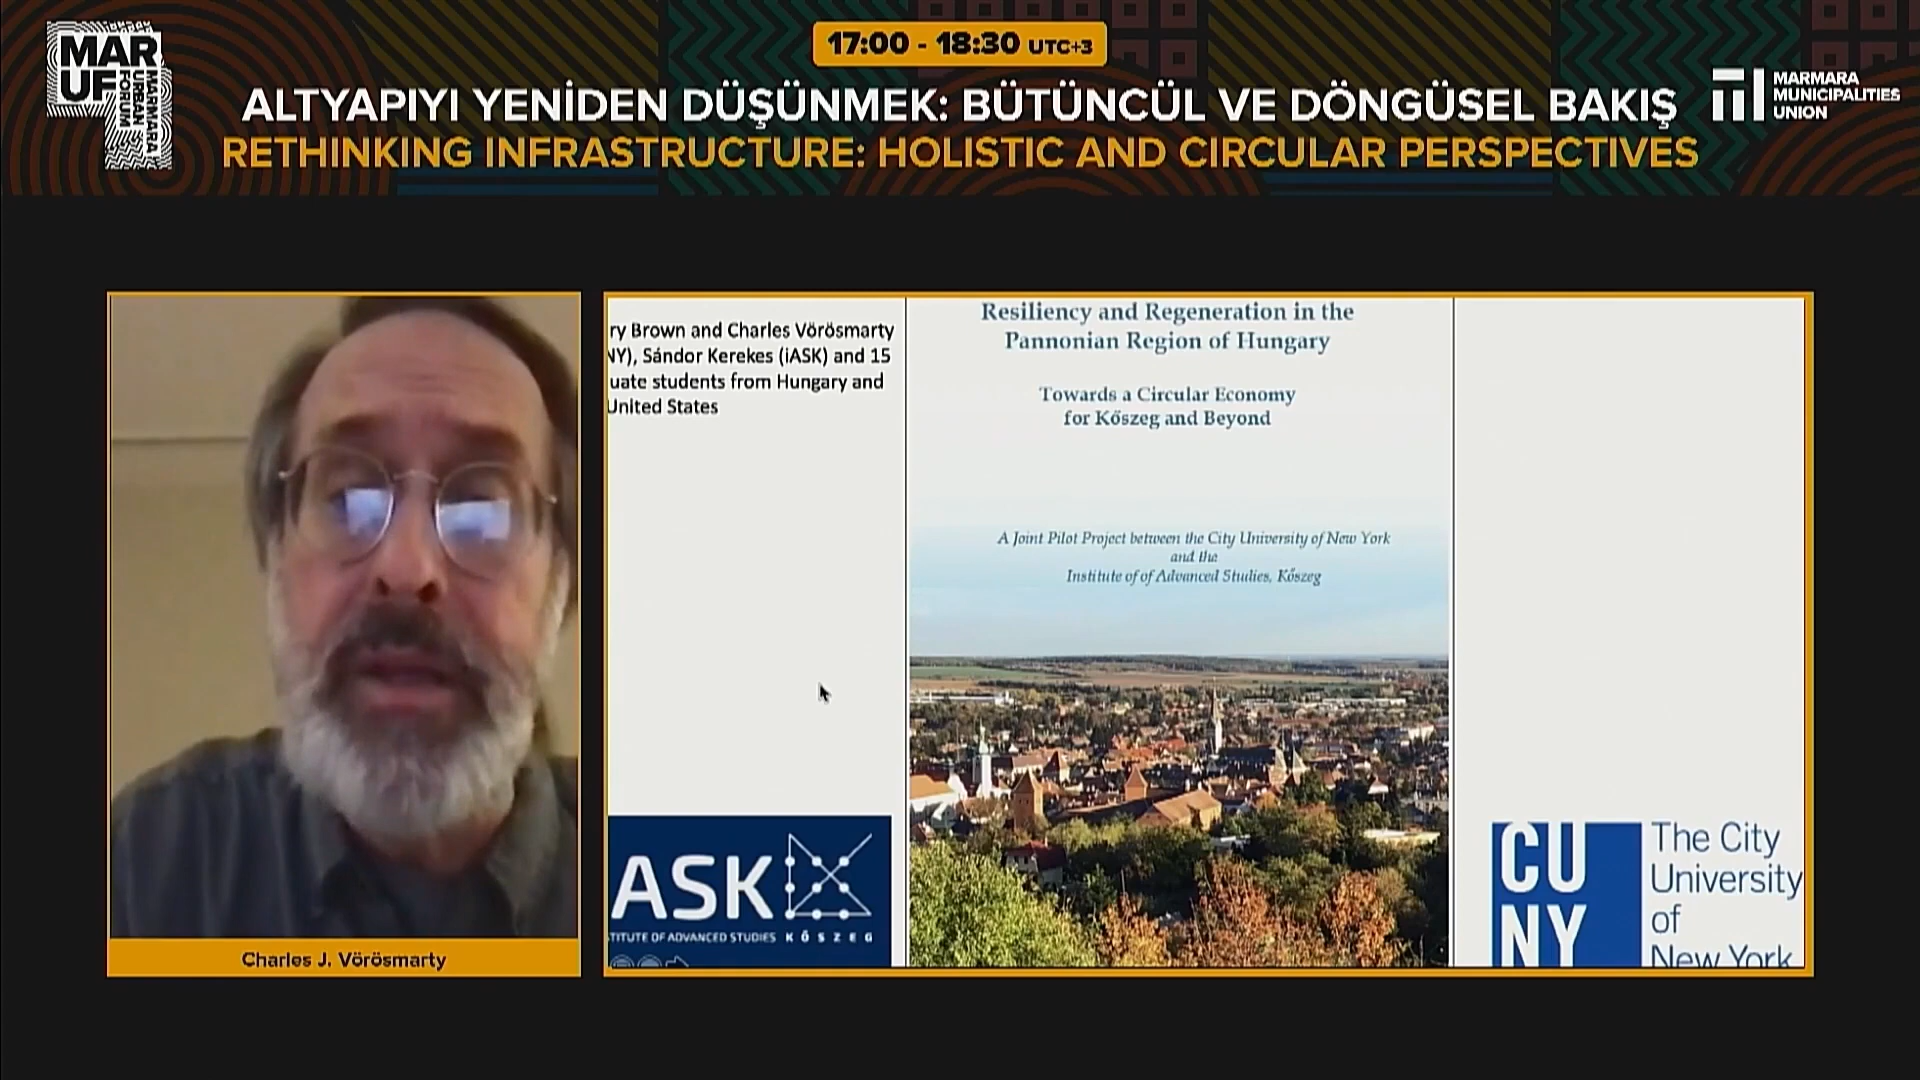 MAR
UF
MARMARA
URBAN
FORUM
17:00 - 18:30 UTC+3
ALTYAPIYI YENİDEN DÜŞÜNMEK: BÜTÜNCÜL VE DÖNGÜSEL BAKIŞ
RETHINKING INFRASTRUCTURE: HOLISTIC AND CIRCULAR PERSPECTIVES
MARMARA
MUNICIPALITIES
UNION
Charles J. Vörösmarty
ry Brown and Charles Vörösmarty
NY), Sándor Kerekes (iASK) and 15
uate students from Hungary and
United States
ASK
TITUTE OF ADVANCED STUDIES KŐSZEG
Resiliency and Regeneration in the
Pannonian Region of Hungary
Towards a Circular Economy
for Kőszeg and Beyond
A Joint Pilot Project between the City University of New York
and the
Institute of of Advanced Studies, Kőszeg
CU
NY
The City
University
of
New York